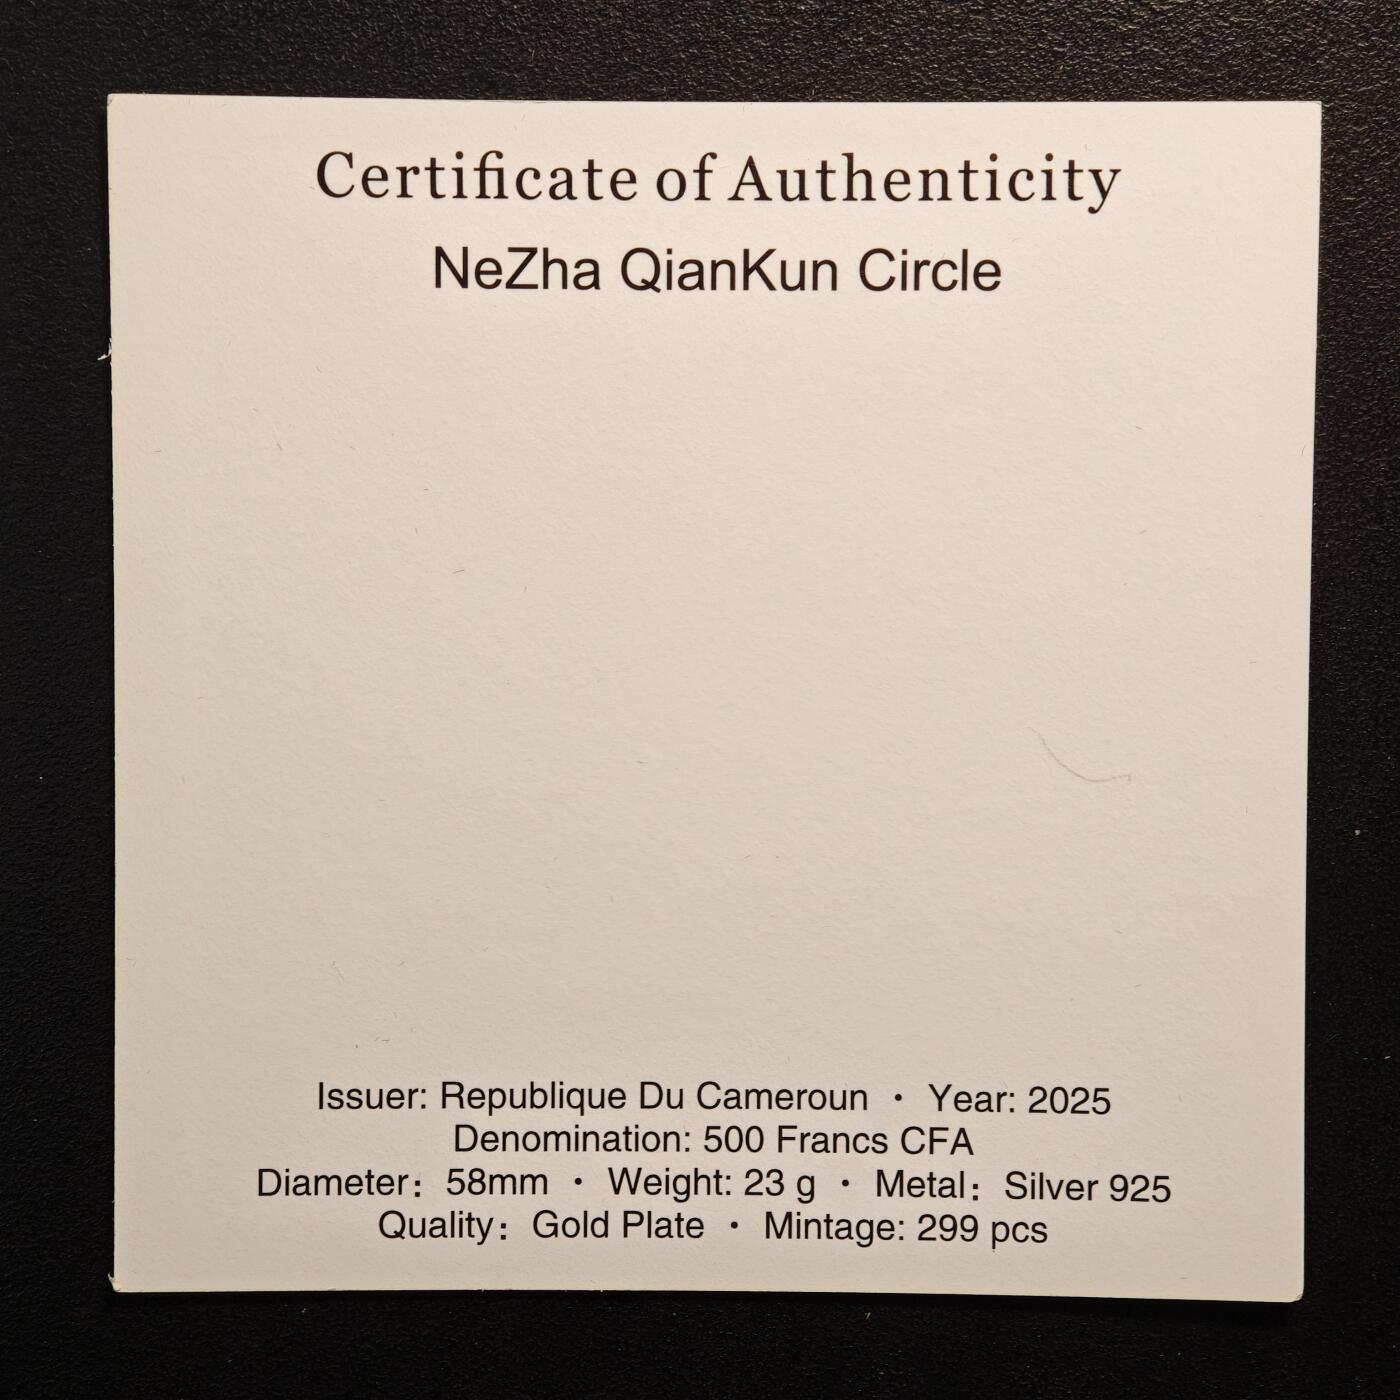 Certificate of Authenticity
NeZha QianKun Circle
Issuer: Republique Du Cameroun · Year: 2025
Denomination: 500 Francs CFA
Diameter： 58mm · Weight: 23 g · Metal： Silver 925
Quality： Gold Plate · Mintage: 299 pcs